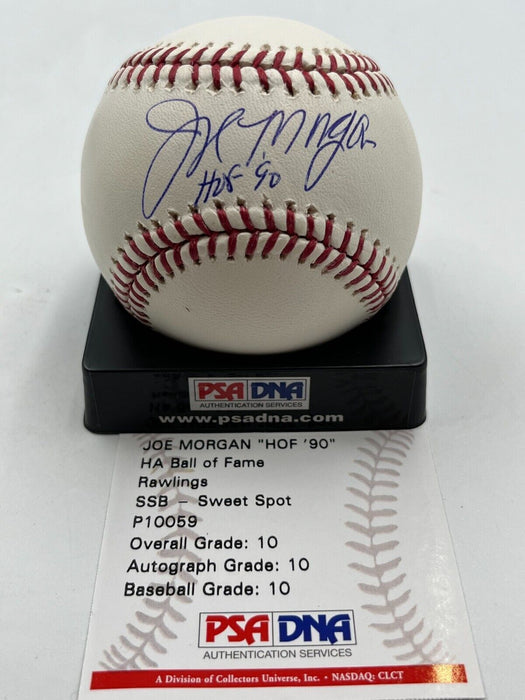 Joe Morgan
HOF '90
PSA DNA
AUTHENTICATION SERVICES
www.psadna.com
JOE MORGAN "HOF '90"
HA Ball of Fame
Rawlings
SSB - Sweet Spot
P10059
Overall Grade: 10
Autograph Grade: 10
Baseball Grade: 10
PSA DNA
AUTHENTICATION SERVICES
A Division of Collectors Universe, Inc. • NASDAQ: CLCT